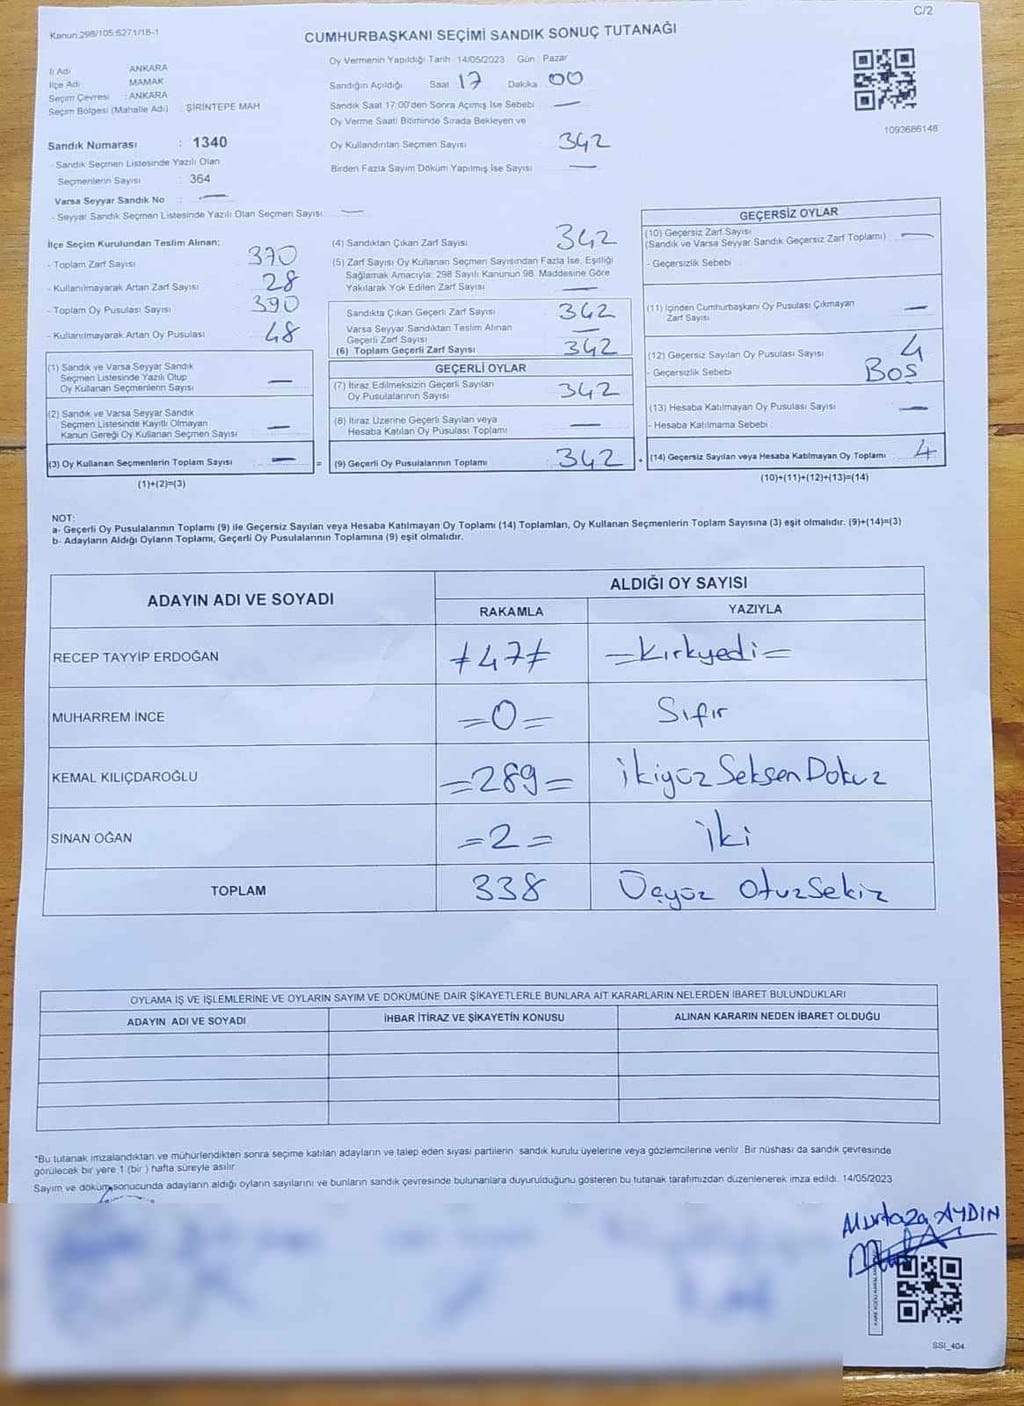 C/2
Kanun.298/105;6271/18-1
CUMHURBAŞKANI SEÇİMİ SANDIK SONUÇ TUTANAĞI
İl Adı ANKARA
İlçe Adı MAMAK
Seçim Çevresi : ANKARA
Seçim Bölgesi (Mahalle Adı) ŞİRİNTEPE MAH
Oy Vermenin Yapıldığı Tarih 14/05/2023 Gün Pazar
Sandığın Açıldığı Saat 17 Dakika 00
Sandık Saat 17:00'den Sonra Açılmış İse Sebebi —
Oy Verme Saati Bitiminde Sırada Bekleyen ve
Oy Kullandırılan Seçmen Sayısı 342
Birden Fazla Sayım Döküm Yapılmış İse Sayısı —
1093686148
Sandık Numarası : 1340
- Sandık Seçmen Listesinde Yazılı Olan
Seçmenlerin Sayısı : 364
Varsa Seyyar Sandık No : —
- Seyyar Sandık Seçmen Listesinde Yazılı Olan Seçmen Sayısı —
İlçe Seçim Kurulundan Teslim Alınan:
- Toplam Zarf Sayısı 370
- Kullanılmayarak Artan Zarf Sayısı 28
- Toplam Oy Pusulası Sayısı 390
- Kullanılmayarak Artan Oy Pusulası 48
(1) Sandık ve Varsa Seyyar Sandık
Seçmen Listesinde Yazılı Olup
Oy Kullanan Seçmenlerin Sayısı —
(2) Sandık ve Varsa Seyyar Sandık
Seçmen Listesinde Kayıtlı Olmayan
Kanun Gereği Oy Kullanan Seçmen Sayısı —
(3) Oy Kullanan Seçmenlerin Toplam Sayısı — =
(1)+(2)=(3)
(4) Sandıktan Çıkan Zarf Sayısı 342
(5) Zarf Sayısı Oy Kullanan Seçmen Sayısından Fazla İse, Eşitliği
Sağlamak Amacıyla; 298 Sayılı Kanunun 98. Maddesine Göre
Yakılarak Yok Edilen Zarf Sayısı —
Sandıkta Çıkan Geçerli Zarf Sayısı 342
Varsa Seyyar Sandıktan Teslim Alınan
Geçerli Zarf Sayısı —
(6) Toplam Geçerli Zarf Sayısı 342
GEÇERLİ OYLAR
(7) İtiraz Edilmeksizin Geçerli Sayılan
Oy Pusulalarının Sayısı 342
(8) İtiraz Üzerine Geçerli Sayılan veya
Hesaba Katılan Oy Pusulası Toplamı —
(9) Geçerli Oy Pusulalarının Toplamı 342
GEÇERSİZ OYLAR
(10) Geçersiz Zarf Sayısı —
(Sandık ve Varsa Seyyar Sandık Geçersiz Zarf Toplamı)
- Geçersizlik Sebebi
(11) İçinden Cumhurbaşkanı Oy Pusulası Çıkmayan
Zarf Sayısı —
(12) Geçersiz Sayılan Oy Pusulası Sayısı 4
- Geçersizlik Sebebi Boş
(13) Hesaba Katılmayan Oy Pusulası Sayısı —
- Hesaba Katılmama Sebebi
(14) Geçersiz Sayılan veya Hesaba Katılmayan Oy Toplamı 4
(10)+(11)+(12)+(13)=(14)
NOT:
a- Geçerli Oy Pusulalarının Toplamı (9) ile Geçersiz Sayılan veya Hesaba Katılmayan Oy Toplamı (14) Toplamları, Oy Kullanan Seçmenlerin Toplam Sayısına (3) eşit olmalıdır. (9)+(14)=(3)
b- Adayların Aldığı Oyların Toplamı, Geçerli Oy Pusulalarının Toplamına (9) eşit olmalıdır.
ADAYIN ADI VE SOYADI ALDIĞI OY SAYISI
RAKAMLA YAZIYLA
RECEP TAYYİP ERDOĞAN =47= =Kırkyedi=
MUHARREM İNCE =0= Sıfır
KEMAL KILIÇDAROĞLU =289= İkiyüz Seksen Dokuz
SİNAN OĞAN =2= İki
TOPLAM 338 Üçyüz OtuzSekiz
OYLAMA İŞ VE İŞLEMLERİNE VE OYLARIN SAYIM VE DÖKÜMÜNE DAİR ŞİKAYETLERLE BUNLARA AİT KARARLARIN NELERDEN İBARET BULUNDUKLARI
ADAYIN ADI VE SOYADI İHBAR İTİRAZ VE ŞİKAYETİN KONUSU ALINAN KARARIN NEDEN İBARET OLDUĞU
*Bu tutanak imzalandıktan ve mühürlendikten sonra seçime katılan adayların ve talep eden siyasi partilerin sandık kurulu üyelerine veya gözlemcilerine verilir. Bir nüshası da sandık çevresinde
görülecek bir yere 1 (bir) hafta süreyle asılır.
Sayım ve döküm sonucunda adayların aldığı oyların sayılarını ve bunların sandık çevresinde bulunanlara duyurulduğunu gösteren bu tutanak tarafımızdan düzenlenerek imza edildi. 14/05/2023
Murtaza AYDIN
SSI_404